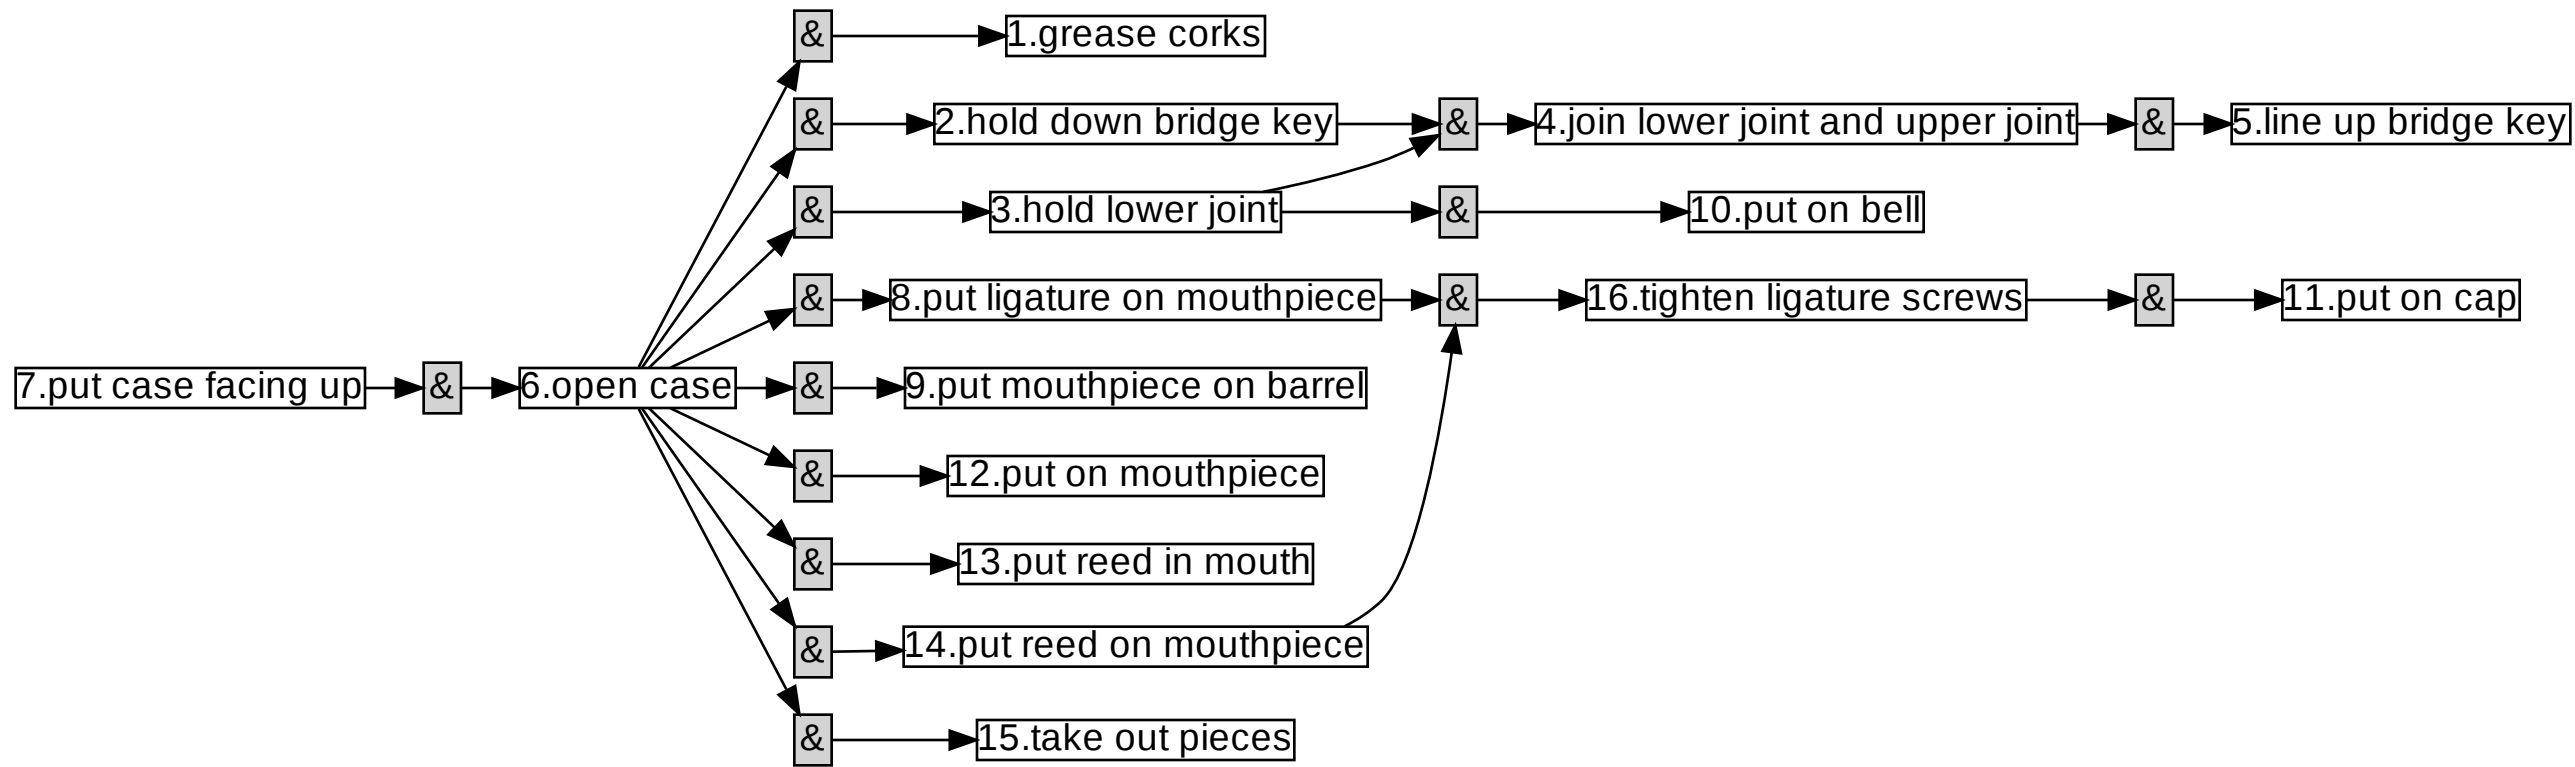 & 1.grease corks
& 2.hold down bridge key & 4.join lower joint and upper joint & 5.line up bridge key
& 3.hold lower joint & 10.put on bell
& 8.put ligature on mouthpiece & 16.tighten ligature screws & 11.put on cap
7.put case facing up & 6.open case & 9.put mouthpiece on barrel
& 12.put on mouthpiece
& 13.put reed in mouth
& 14.put reed on mouthpiece
& 15.take out pieces